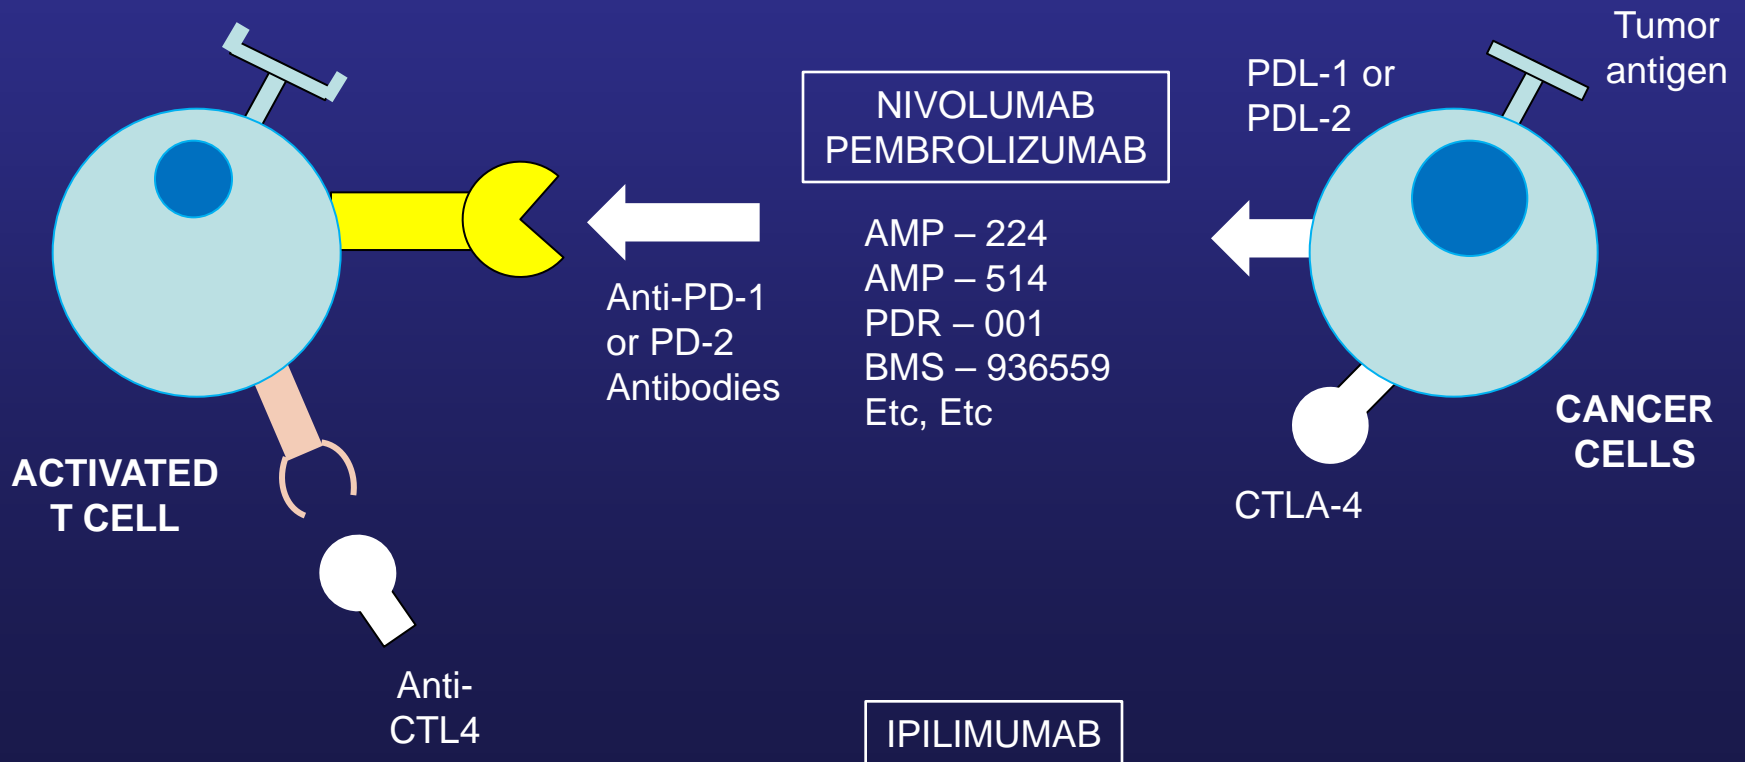 Tumor
antigen
PDL-1 or
PDL-2
NIVOLUMAB
PEMBROLIZUMAB
AMP – 224
AMP – 514
PDR – 001
BMS – 936559
Etc, Etc
Anti-PD-1
or PD-2
Antibodies
CANCER
CELLS
ACTIVATED
T CELL
CTLA-4
Anti-
CTL4
IPILIMUMAB